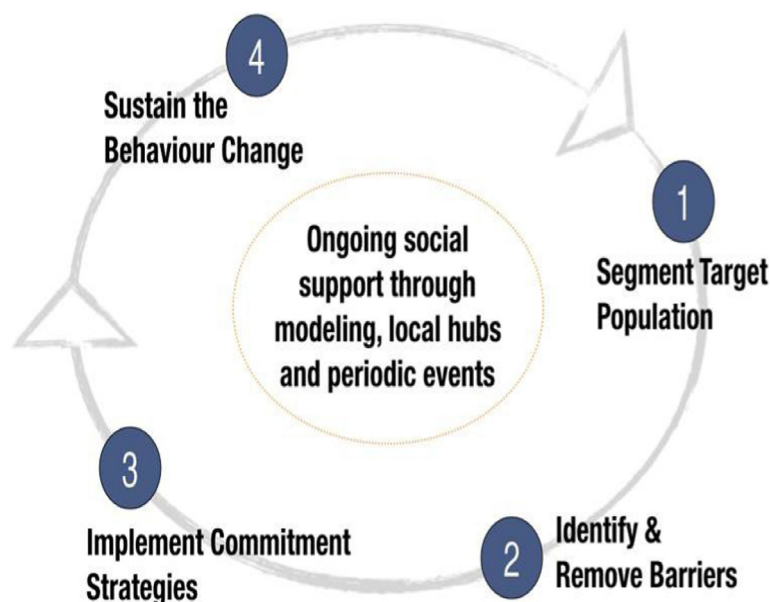 1
Segment Target
Population
2
Identify &
Remove Barriers
3
Implement Commitment
Strategies
4
Sustain the
Behaviour Change
Ongoing social
support through
modeling, local hubs
and periodic events